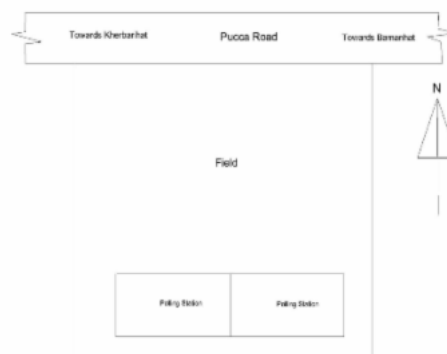 Towards Kherbarihat
Pucca Road
Towards Bamanhat
N
Field
Polling Station
Polling Station